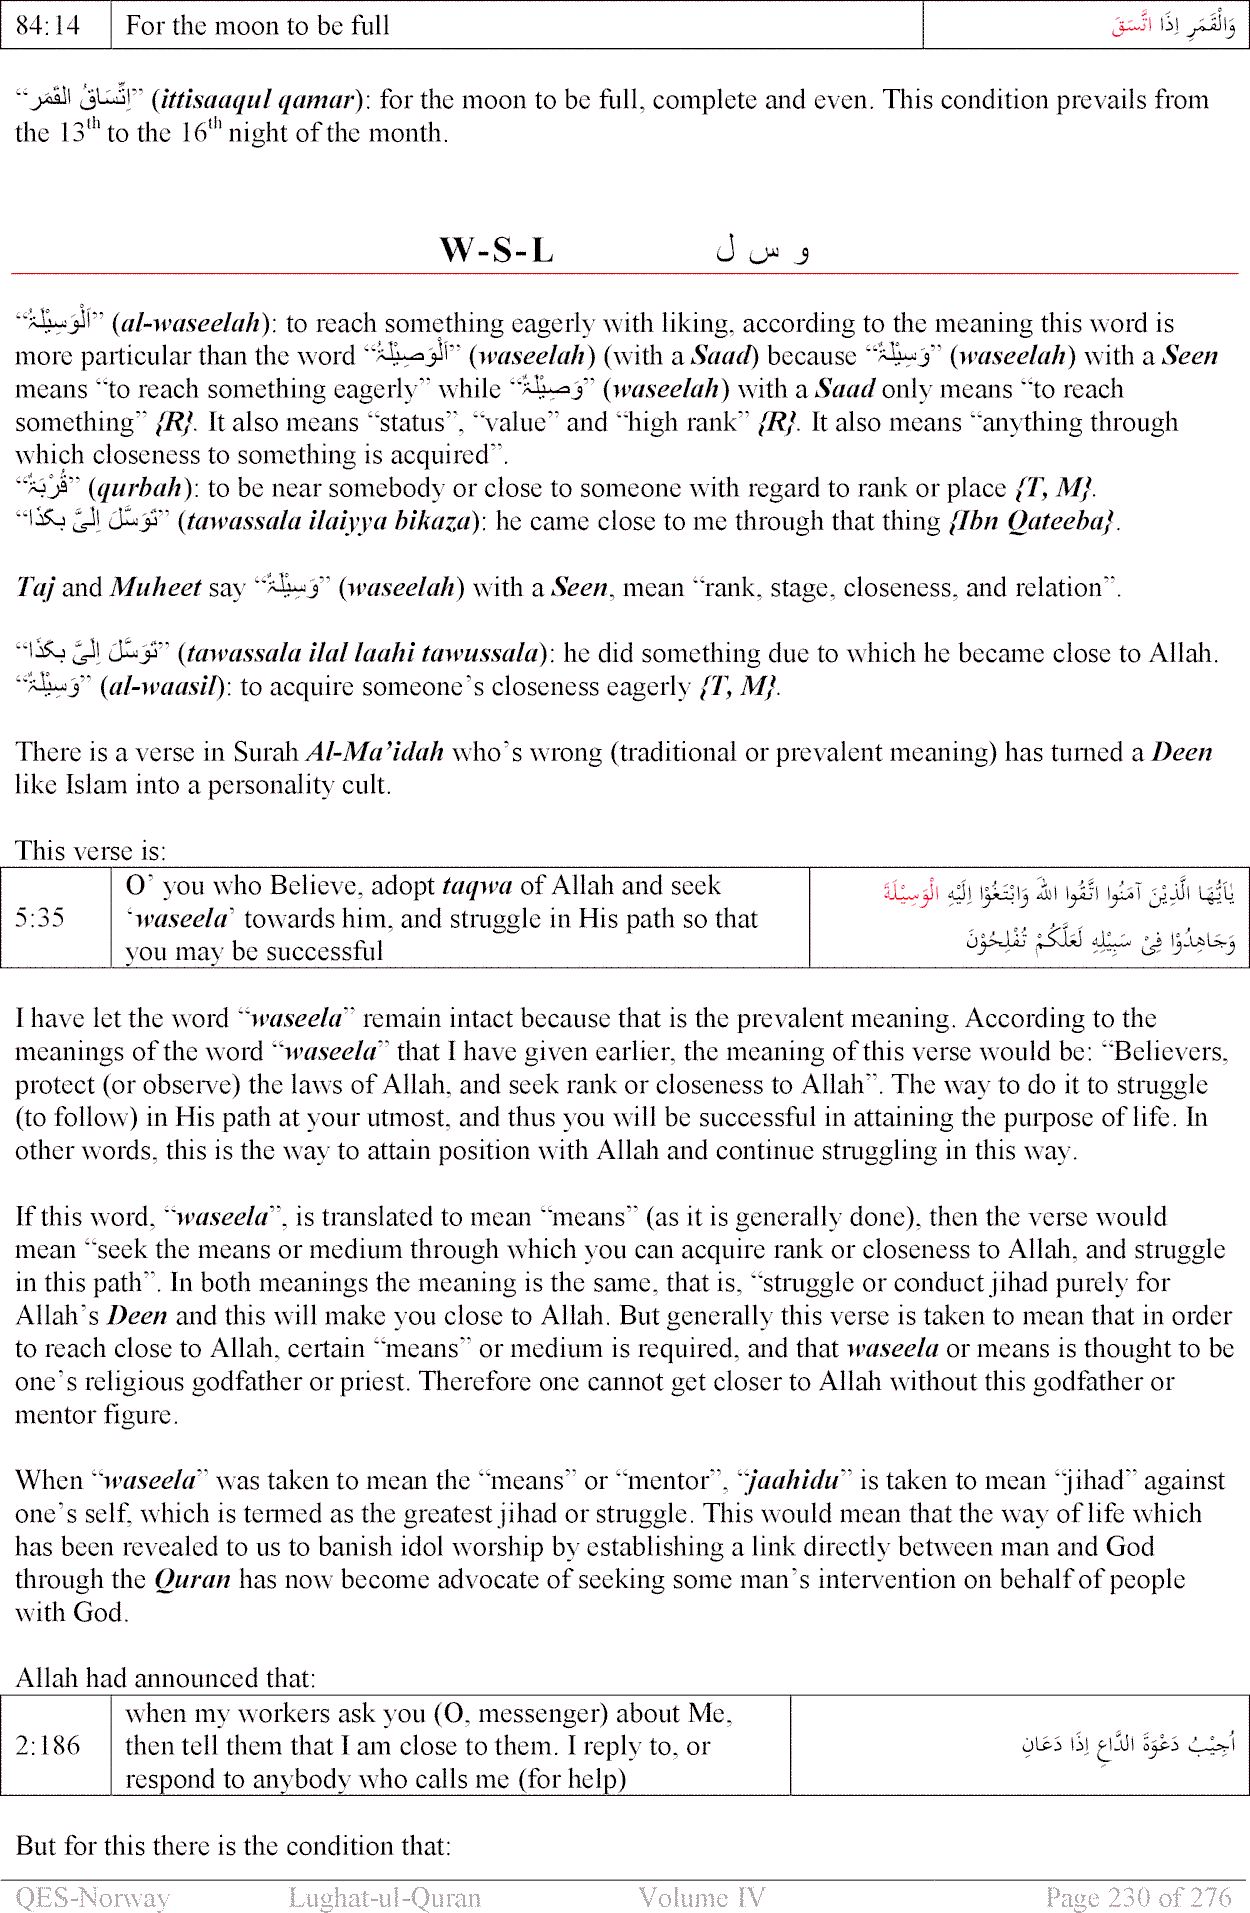 84:14 For the moon to be full وَالْقَمَرِ إِذَا اتَّسَقَ
“اِتِّسَاقُ الْقَمَر” (ittisaaqul qamar): for the moon to be full, complete and even. This condition prevails from
the 13th to the 16th night of the month.
W-S-L و س ل
“اَلْوَسِيْلَۃُ” (al-waseelah): to reach something eagerly with liking, according to the meaning this word is
more particular than the word “اَلْوَصِيْلَۃُ” (waseelah) (with a Saad) because “وَسِيْلَۃٌ” (waseelah) with a Seen
means “to reach something eagerly” while “وَصِيْلَۃٌ” (waseelah) with a Saad only means “to reach
something” {R}. It also means “status”, “value” and “high rank” {R}. It also means “anything through
which closeness to something is acquired”.
“قُرْبَۃٌ” (qurbah): to be near somebody or close to someone with regard to rank or place {T, M}.
“تَوَسَّلَ اِلَیَّ بِکَذَا” (tawassala ilaiyya bikaza): he came close to me through that thing {Ibn Qateeba}.
Taj and Muheet say “وَسِيْلَۃٌ” (waseelah) with a Seen, mean “rank, stage, closeness, and relation”.
“تَوَسَّلَ اِلَیَّ بِکَذَا” (tawassala ilal laahi tawussala): he did something due to which he became close to Allah.
“وَسِيْلَۃٌ” (al-waasil): to acquire someone’s closeness eagerly {T, M}.
There is a verse in Surah Al-Ma’idah who’s wrong (traditional or prevalent meaning) has turned a Deen
like Islam into a personality cult.
This verse is:
5:35 O’ you who Believe, adopt taqwa of Allah and seek يٰاَيُّهَا الَّذِيْنَ آمَنُوا اتَّقُوا اللهَ وَابْتَغُوْا اِلَيْهِ الْوَسِيْلَةَ
‘waseela’ towards him, and struggle in His path so that وَجَاهِدُوْا فِىْ سَبِيْلِهِ لَعَلَّكُمْ تُفْلِحُوْنَ
you may be successful
I have let the word “waseela” remain intact because that is the prevalent meaning. According to the
meanings of the word “waseela” that I have given earlier, the meaning of this verse would be: “Believers,
protect (or observe) the laws of Allah, and seek rank or closeness to Allah”. The way to do it to struggle
(to follow) in His path at your utmost, and thus you will be successful in attaining the purpose of life. In
other words, this is the way to attain position with Allah and continue struggling in this way.
If this word, “waseela”, is translated to mean “means” (as it is generally done), then the verse would
mean “seek the means or medium through which you can acquire rank or closeness to Allah, and struggle
in this path”. In both meanings the meaning is the same, that is, “struggle or conduct jihad purely for
Allah’s Deen and this will make you close to Allah. But generally this verse is taken to mean that in order
to reach close to Allah, certain “means” or medium is required, and that waseela or means is thought to be
one’s religious godfather or priest. Therefore one cannot get closer to Allah without this godfather or
mentor figure.
When “waseela” was taken to mean the “means” or “mentor”, “jaahidu” is taken to mean “jihad” against
one’s self, which is termed as the greatest jihad or struggle. This would mean that the way of life which
has been revealed to us to banish idol worship by establishing a link directly between man and God
through the Quran has now become advocate of seeking some man’s intervention on behalf of people
with God.
Allah had announced that:
when my workers ask you (O, messenger) about Me,
2:186 then tell them that I am close to them. I reply to, or اُجِيْبُ دَعْوَةَ الدَّاعِ إِذَا دَعَانِ
respond to anybody who calls me (for help)
But for this there is the condition that:
QES-Norway Lughat-ul-Quran Volume IV Page 230 of 276